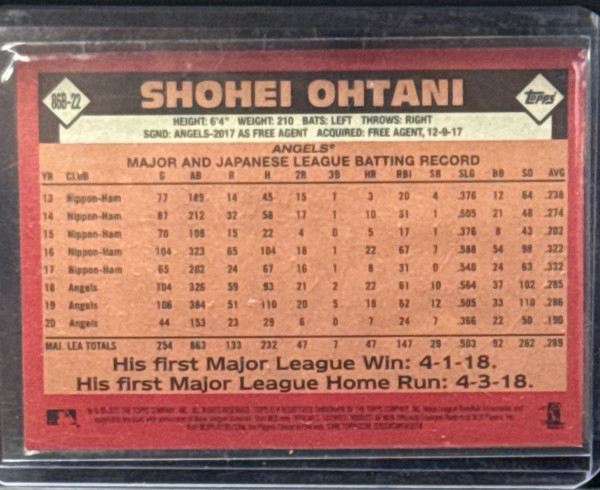 86B-22
SHOHEI OHTANI
Topps
HEIGHT: 6'4" WEIGHT: 210 BATS: LEFT THROWS: RIGHT
SGND: ANGELS-2017 AS FREE AGENT ACQUIRED: FREE AGENT, 12-9-17
ANGELS®
MAJOR AND JAPANESE LEAGUE BATTING RECORD
YR CLUB G AB R H 2B 3B HR RBI SB SLG BB SO AVG
13 Nippon-Ham 77 189 14 45 15 1 3 20 4 .376 12 64 .238
14 Nippon-Ham 87 212 32 58 17 1 10 31 1 .505 21 48 .274
15 Nippon-Ham 70 109 15 22 4 0 5 17 1 .376 8 43 .202
16 Nippon-Ham 104 323 65 104 18 1 22 67 7 .588 54 98 .322
17 Nippon-Ham 65 202 24 67 16 1 8 31 0 .540 24 63 .332
18 Angels 104 326 59 93 21 2 22 61 10 .564 37 102 .285
19 Angels 106 384 51 110 20 5 18 62 12 .505 33 110 .286
20 Angels 44 153 23 29 6 0 7 24 7 .366 22 50 .190
MAJ. LEA TOTALS 254 863 133 232 47 7 47 147 29 .503 92 262 .269
His first Major League Win: 4-1-18.
His first Major League Home Run: 4-3-18.